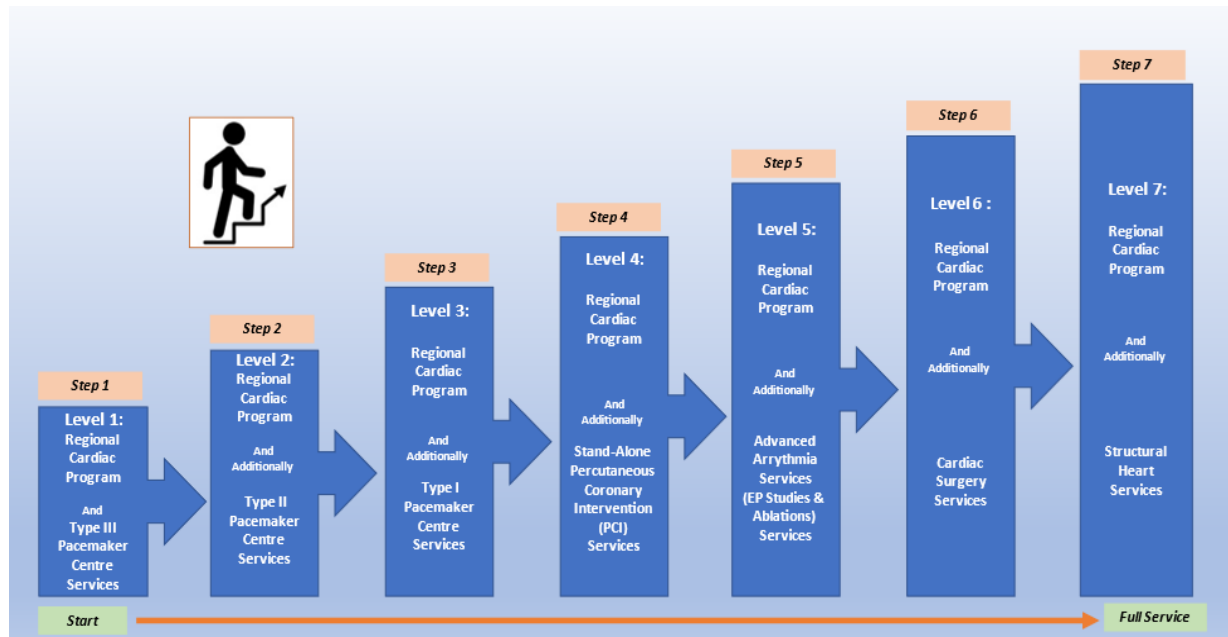 Step 1
Level 1:
Regional
Cardiac
Program
And
Type III
Pacemaker
Centre
Services
Step 2
Level 2:
Regional
Cardiac
Program
And
Additionally
Type II
Pacemaker
Centre
Services
Step 3
Level 3:
Regional
Cardiac
Program
And
Additionally
Type I
Pacemaker
Centre
Services
Step 4
Level 4:
Regional
Cardiac
Program
And
Additionally
Stand-Alone
Percutaneous
Coronary
Intervention
(PCI)
Services
Step 5
Level 5:
Regional
Cardiac
Program
And
Additionally
Advanced
Arrythmia
Services
(EP Studies &
Ablations)
Services
Step 6
Level 6 :
Regional
Cardiac
Program
And
Additionally
Cardiac
Surgery
Services
Step 7
Level 7:
Regional
Cardiac
Program
And
Additionally
Structural
Heart
Services
Start
Full Service